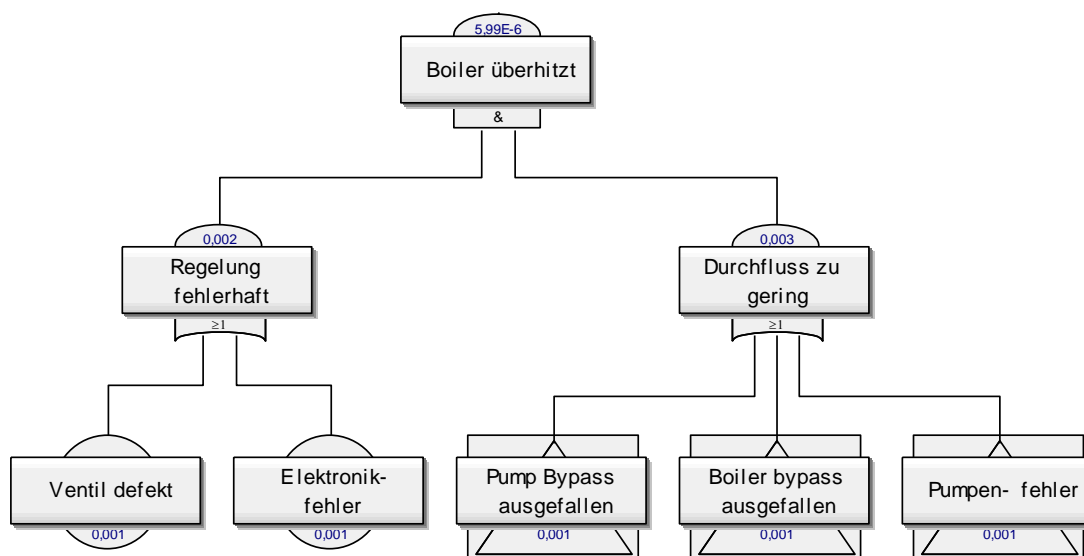 5,99E-6
Boiler überhitzt
&
0,002
Regelung
fehlerhaft
≥1
0,003
Durchfluss zu
gering
≥1
Ventil defekt
0,001
Elektronik-
fehler
0,001
Pump Bypass
ausgefallen
0,001
Boiler bypass
ausgefallen
0,001
Pumpen- fehler
0,001